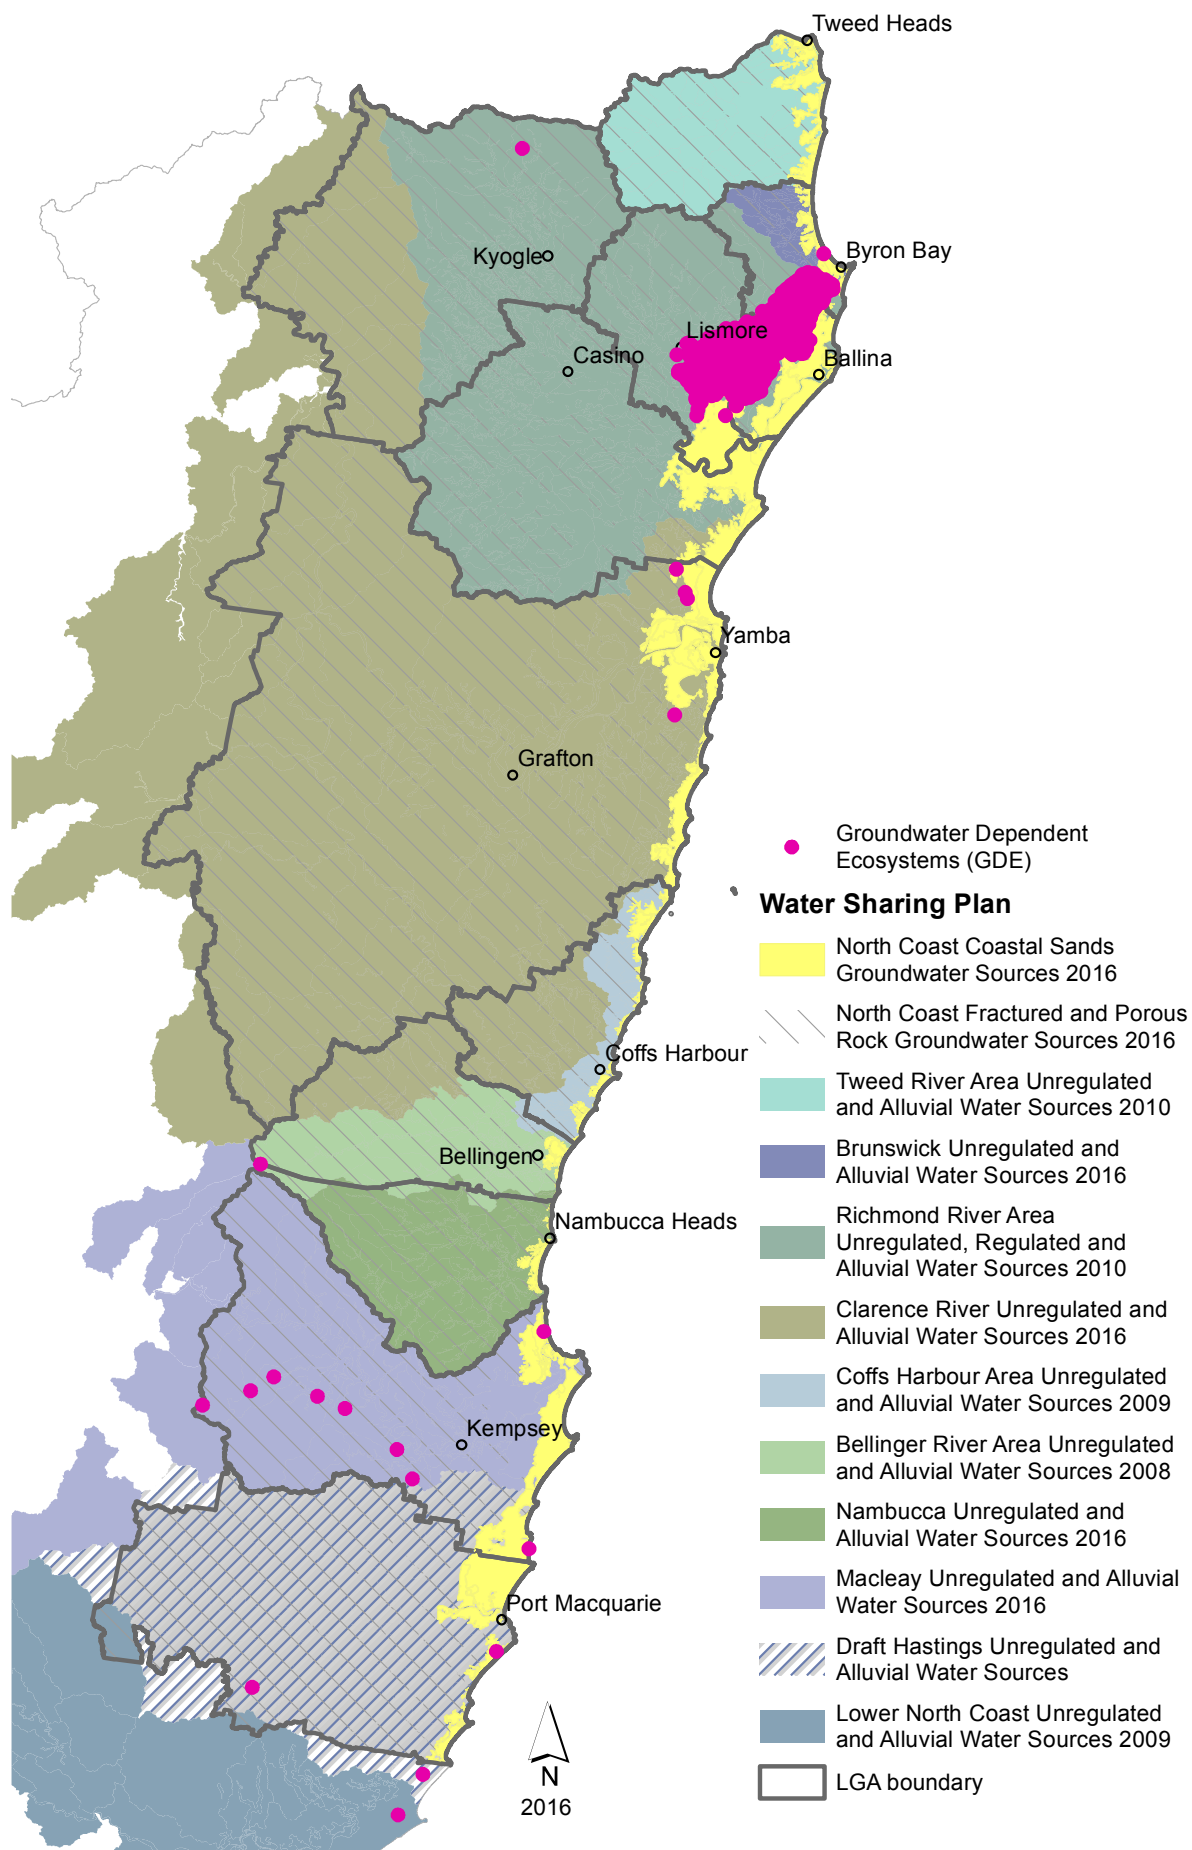 Tweed Heads
Byron Bay
Kyogle
Lismore
Casino
Ballina
Yamba
Grafton
Groundwater Dependent
Ecosystems (GDE)
Water Sharing Plan
North Coast Coastal Sands
Groundwater Sources 2016
North Coast Fractured and Porous
Rock Groundwater Sources 2016
Coffs Harbour
Tweed River Area Unregulated
and Alluvial Water Sources 2010
Bellingen
Brunswick Unregulated and
Alluvial Water Sources 2016
Nambucca Heads
Richmond River Area
Unregulated, Regulated and
Alluvial Water Sources 2010
Clarence River Unregulated and
Alluvial Water Sources 2016
Coffs Harbour Area Unregulated
and Alluvial Water Sources 2009
Kempsey
Bellinger River Area Unregulated
and Alluvial Water Sources 2008
Nambucca Unregulated and
Alluvial Water Sources 2016
Macleay Unregulated and Alluvial
Water Sources 2016
Port Macquarie
Draft Hastings Unregulated and
Alluvial Water Sources
Lower North Coast Unregulated
and Alluvial Water Sources 2009
LGA boundary
N
2016